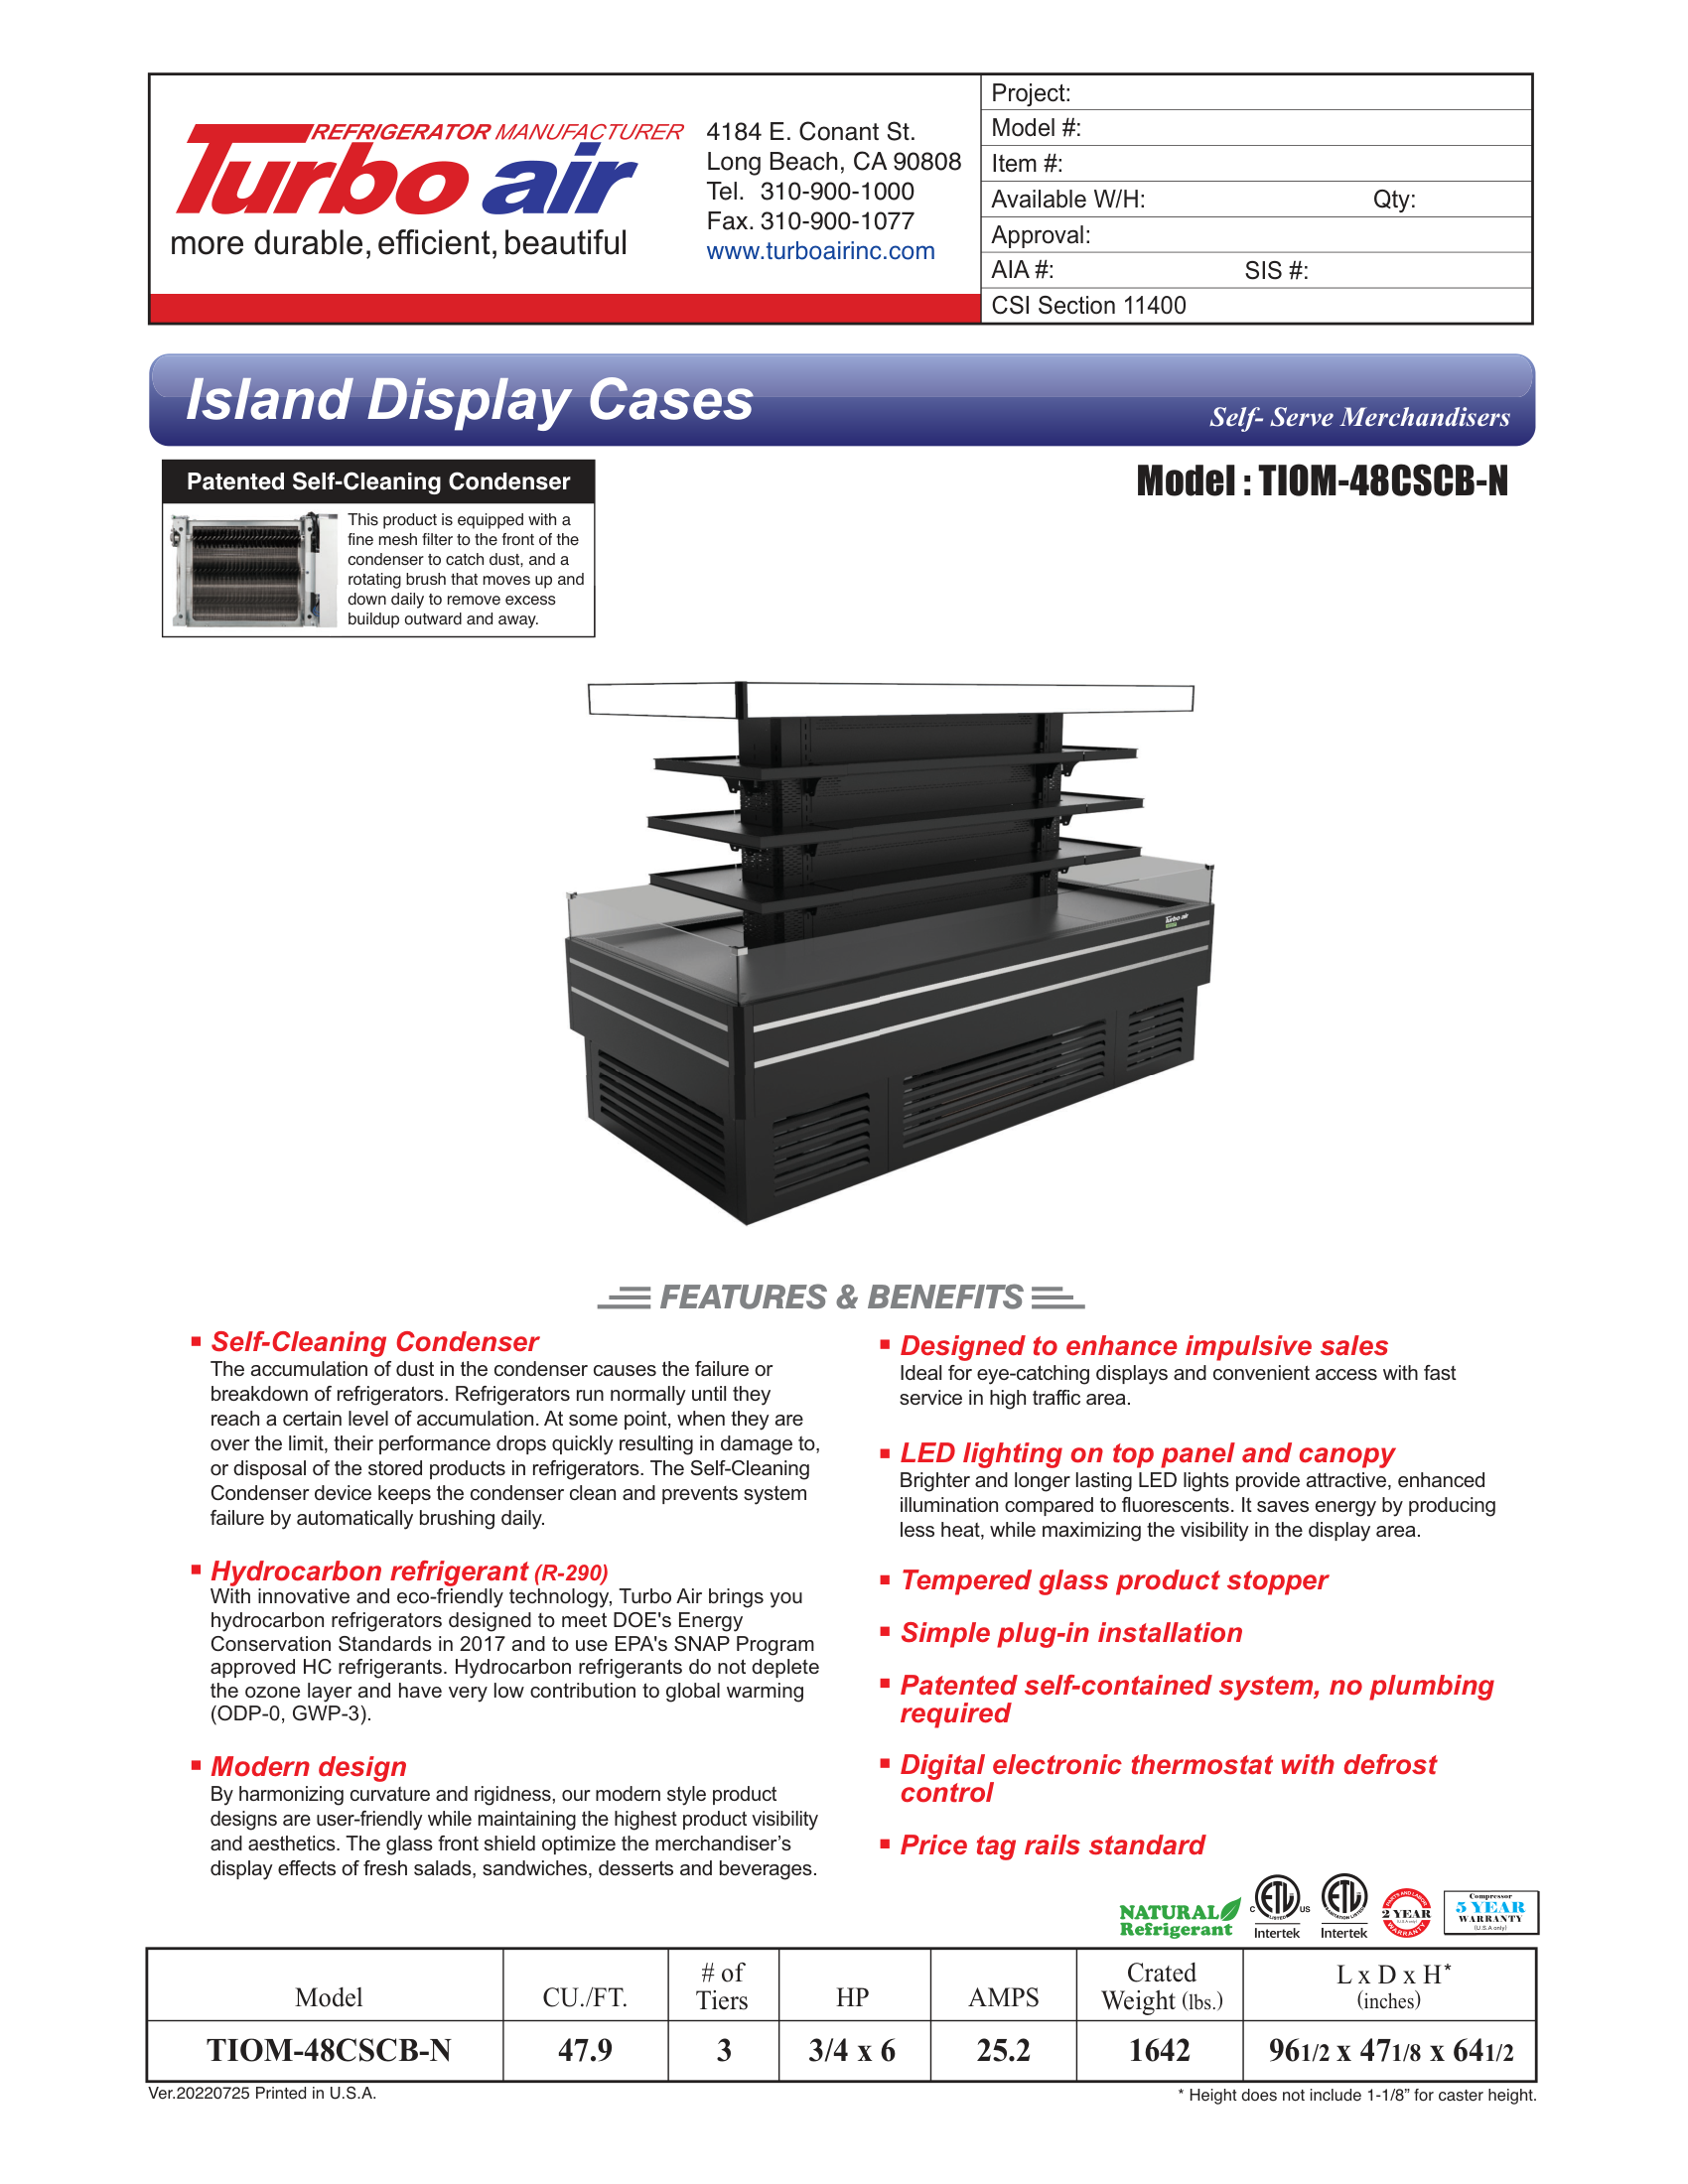 REFRIGERATOR MANUFACTURER
Turbo air
more durable, efficient, beautiful
4184 E. Conant St.
Long Beach, CA 90808
Tel. 310-900-1000
Fax. 310-900-1077
www.turboairinc.com
Project:
Model #:
Item #:
Available W/H: Qty:
Approval:
AIA #: SIS #:
CSI Section 11400
Island Display Cases
Self- Serve Merchandisers
Patented Self-Cleaning Condenser
This product is equipped with a
fine mesh filter to the front of the
condenser to catch dust, and a
rotating brush that moves up and
down daily to remove excess
buildup outward and away.
Model : TIOM-48CSCB-N
Turbo air
FEATURES & BENEFITS
Self-Cleaning Condenser
The accumulation of dust in the condenser causes the failure or
breakdown of refrigerators. Refrigerators run normally until they
reach a certain level of accumulation. At some point, when they are
over the limit, their performance drops quickly resulting in damage to,
or disposal of the stored products in refrigerators. The Self-Cleaning
Condenser device keeps the condenser clean and prevents system
failure by automatically brushing daily.
Hydrocarbon refrigerant (R-290)
With innovative and eco-friendly technology, Turbo Air brings you
hydrocarbon refrigerators designed to meet DOE's Energy
Conservation Standards in 2017 and to use EPA's SNAP Program
approved HC refrigerants. Hydrocarbon refrigerants do not deplete
the ozone layer and have very low contribution to global warming
(ODP-0, GWP-3).
Modern design
By harmonizing curvature and rigidness, our modern style product
designs are user-friendly while maintaining the highest product visibility
and aesthetics. The glass front shield optimize the merchandiser's
display effects of fresh salads, sandwiches, desserts and beverages.
Designed to enhance impulsive sales
Ideal for eye-catching displays and convenient access with fast
service in high traffic area.
LED lighting on top panel and canopy
Brighter and longer lasting LED lights provide attractive, enhanced
illumination compared to fluorescents. It saves energy by producing
less heat, while maximizing the visibility in the display area.
Tempered glass product stopper
Simple plug-in installation
Patented self-contained system, no plumbing
required
Digital electronic thermostat with defrost
control
Price tag rails standard
NATURAL
Refrigerant
C ETL US
LISTED
Intertek
ETL
SANITATION LISTED
Intertek
PARTS AND LABOR
2 YEAR
(U.S.A only)
WARRANTY
Compressor
5 YEAR
WARRANTY
(U.S.A only)
Model CU./FT. # of Tiers HP AMPS Crated Weight (lbs.) L x D x H* (inches)
TIOM-48CSCB-N 47.9 3 3/4 x 6 25.2 1642 961/2 x 471/8 x 641/2
Ver.20220725 Printed in U.S.A.
* Height does not include 1-1/8” for caster height.